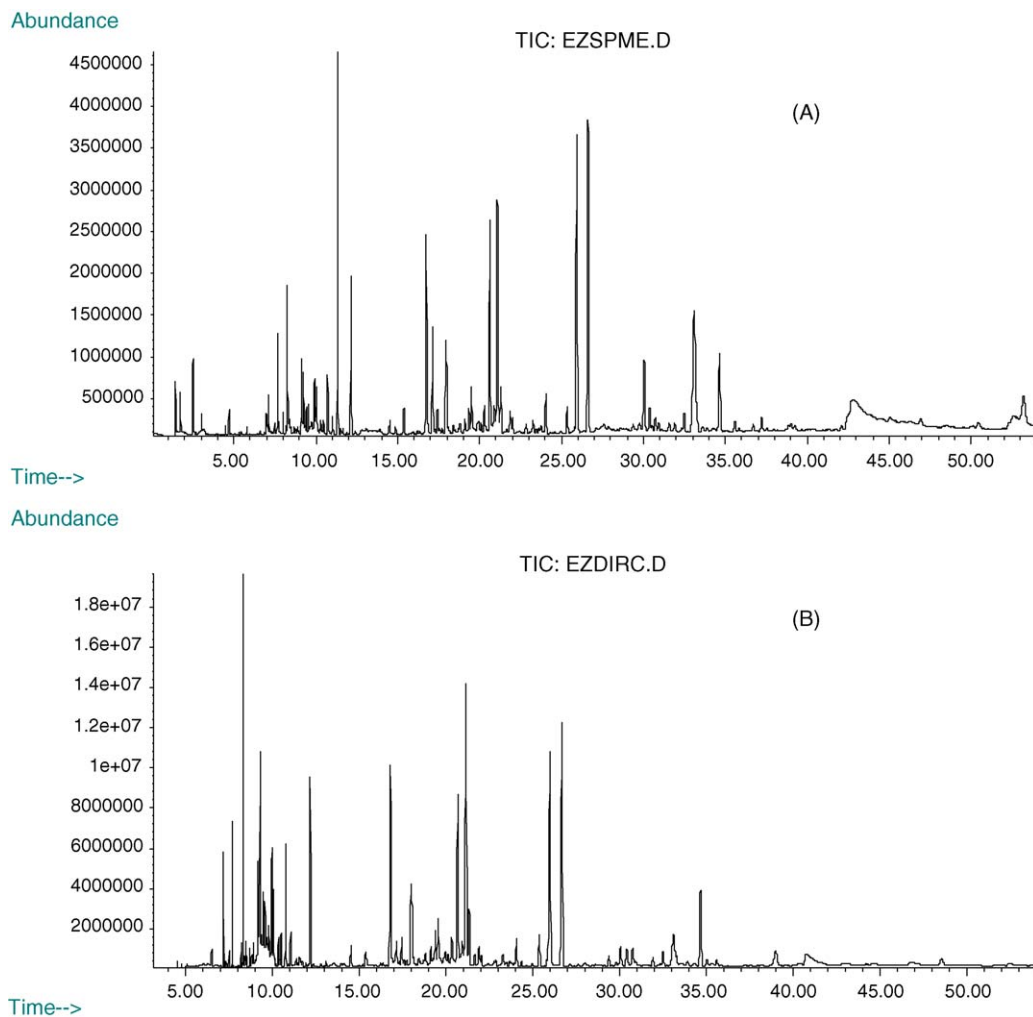 Abundance
TIC: EZSPME.D
(A)
4500000
4000000
3500000
3000000
2500000
2000000
1500000
1000000
500000
5.00 10.00 15.00 20.00 25.00 30.00 35.00 40.00 45.00 50.00
Time-->
Abundance
TIC: EZDIRC.D
(B)
1.8e+07
1.6e+07
1.4e+07
1.2e+07
1e+07
8000000
6000000
4000000
2000000
5.00 10.00 15.00 20.00 25.00 30.00 35.00 40.00 45.00 50.00
Time-->